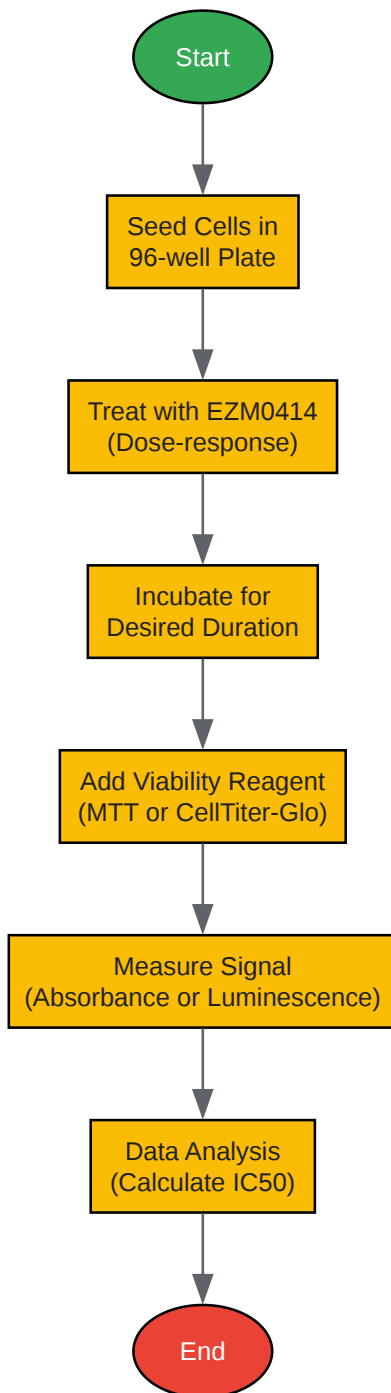 Start
Seed Cells in
96-well Plate
Treat with EZM0414
(Dose-response)
Incubate for
Desired Duration
Add Viability Reagent
(MTT or CellTiter-Glo)
Measure Signal
(Absorbance or Luminescence)
Data Analysis
(Calculate IC50)
End